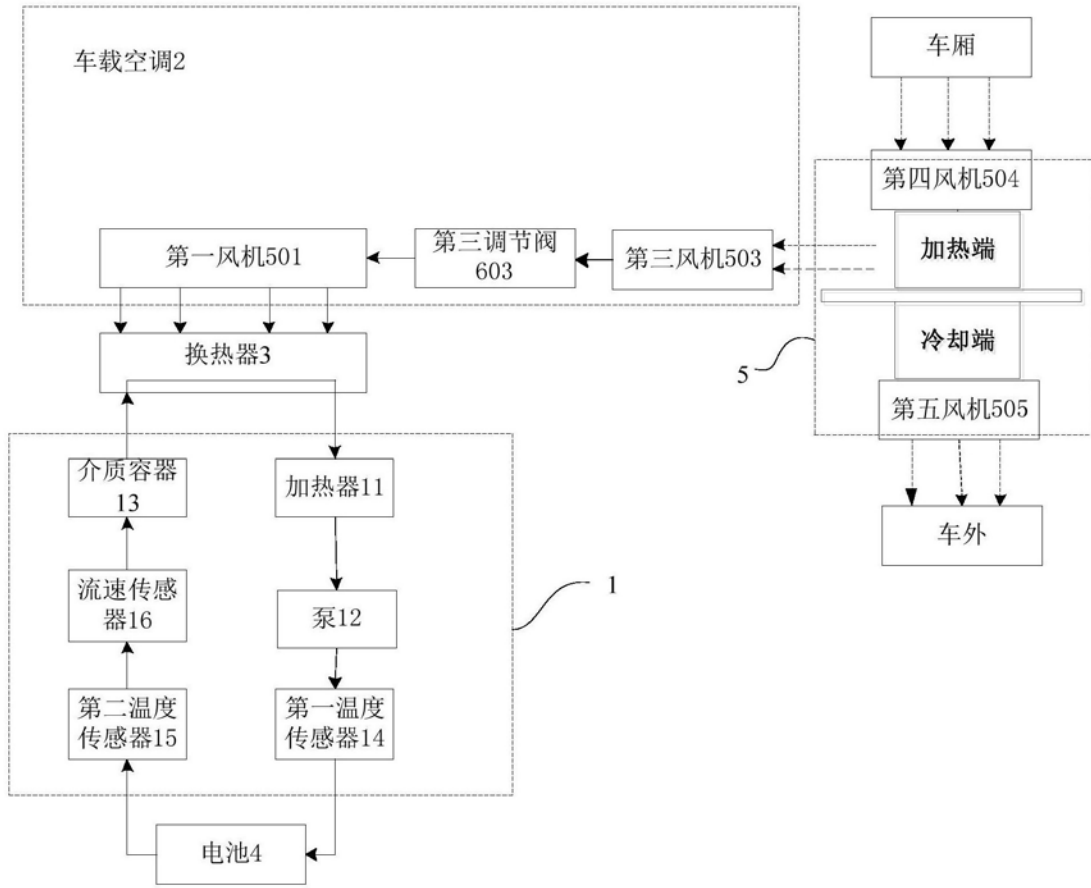 车载空调2
车厢
第四风机504
加热端
第一风机501
第三调节阀
603
第三风机503
换热器3
冷却端
5
第五风机505
介质容器
13
加热器11
车外
流速传感
器16
泵12
1
第二温度
传感器15
第一温度
传感器14
电池4